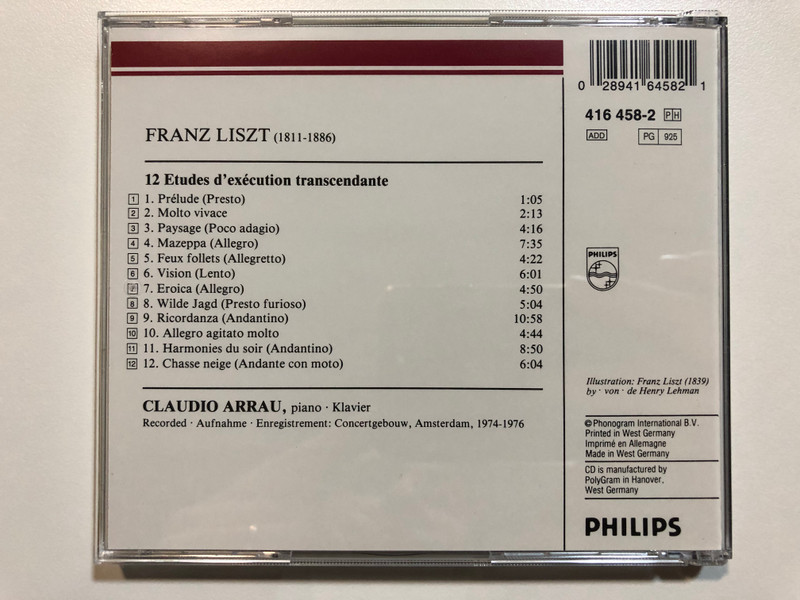 FRANZ LISZT (1811-1886)
12 Etudes d'exécution transcendante
1 1. Prélude (Presto) 1:05
2 2. Molto vivace 2:13
3 3. Paysage (Poco adagio) 4:16
4 4. Mazeppa (Allegro) 7:35
5 5. Feux follets (Allegretto) 4:22
6 6. Vision (Lento) 6:01
7 7. Eroica (Allegro) 4:50
8 8. Wilde Jagd (Presto furioso) 5:04
9 9. Ricordanza (Andantino) 10:58
10 10. Allegro agitato molto 4:44
11 11. Harmonies du soir (Andantino) 8:50
12 12. Chasse neige (Andante con moto) 6:04
CLAUDIO ARRAU, piano · Klavier
Recorded · Aufnahme · Enregistrement: Concertgebouw, Amsterdam, 1974-1976
0 28941 64582 1
416 458-2 PH
ADD PG 925
PHILIPS
Illustration: Franz Liszt (1839)
by · von · de Henry Lehman
©Phonogram International B.V.
Printed in West Germany
Imprimé en Allemagne
Made in West Germany
CD is manufactured by
PolyGram in Hanover,
West Germany
PHILIPS